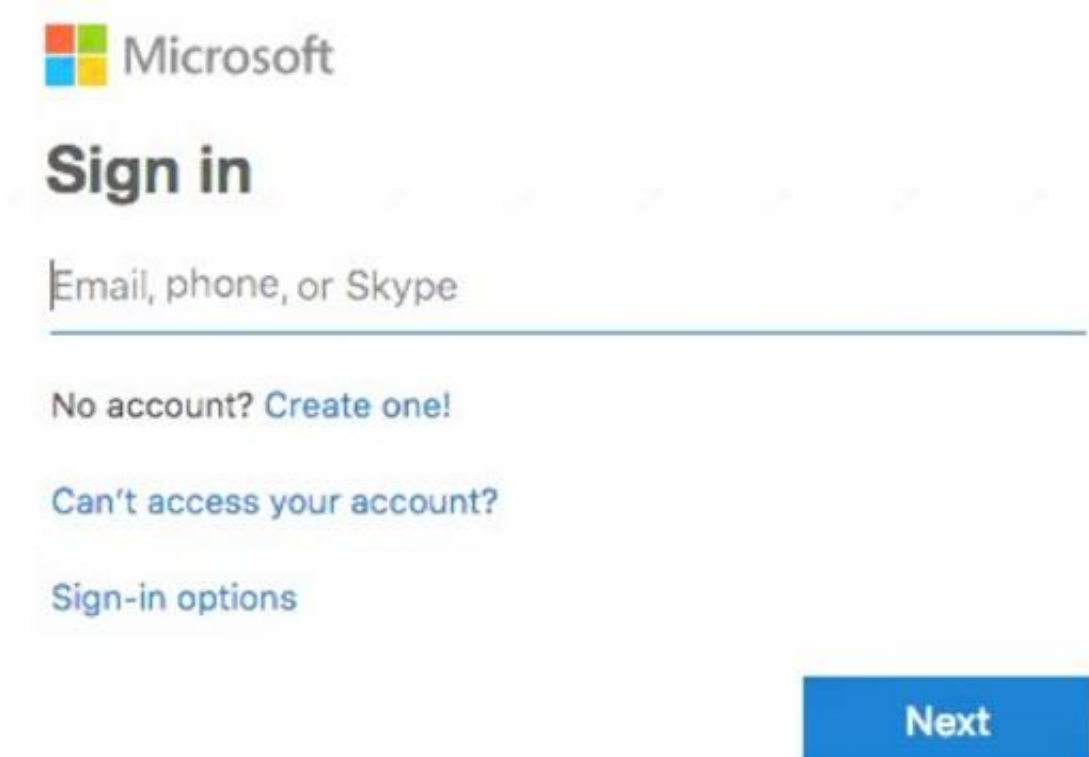 Microsoft
Sign in
Email, phone, or Skype
No account? Create one!
Can't access your account?
Sign-in options
Next